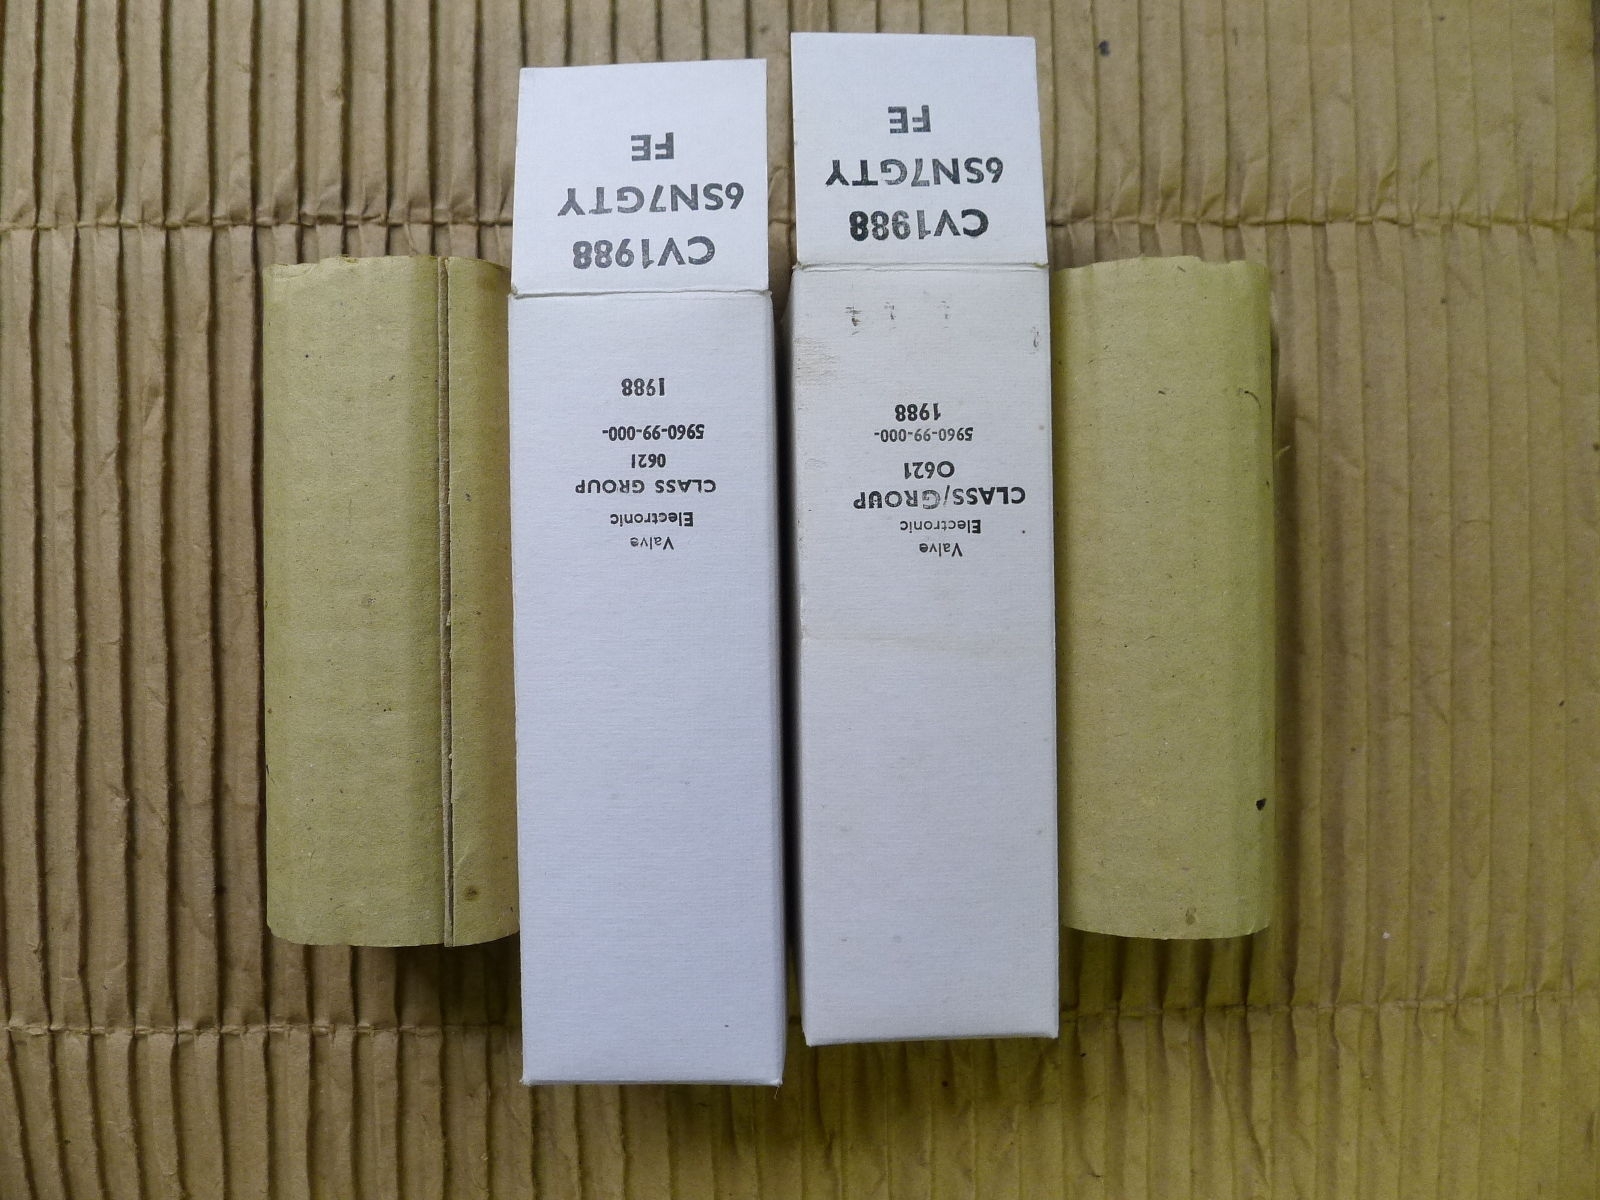 Valve
Electronic
CLASS/GROUP
O621
5960-99-000-
1988
CV1988
6SN7GTY
FE
Valve
Electronic
CLASS GROUP
0621
5960-99-000-
1988
CV1988
6SN7GTY
FE